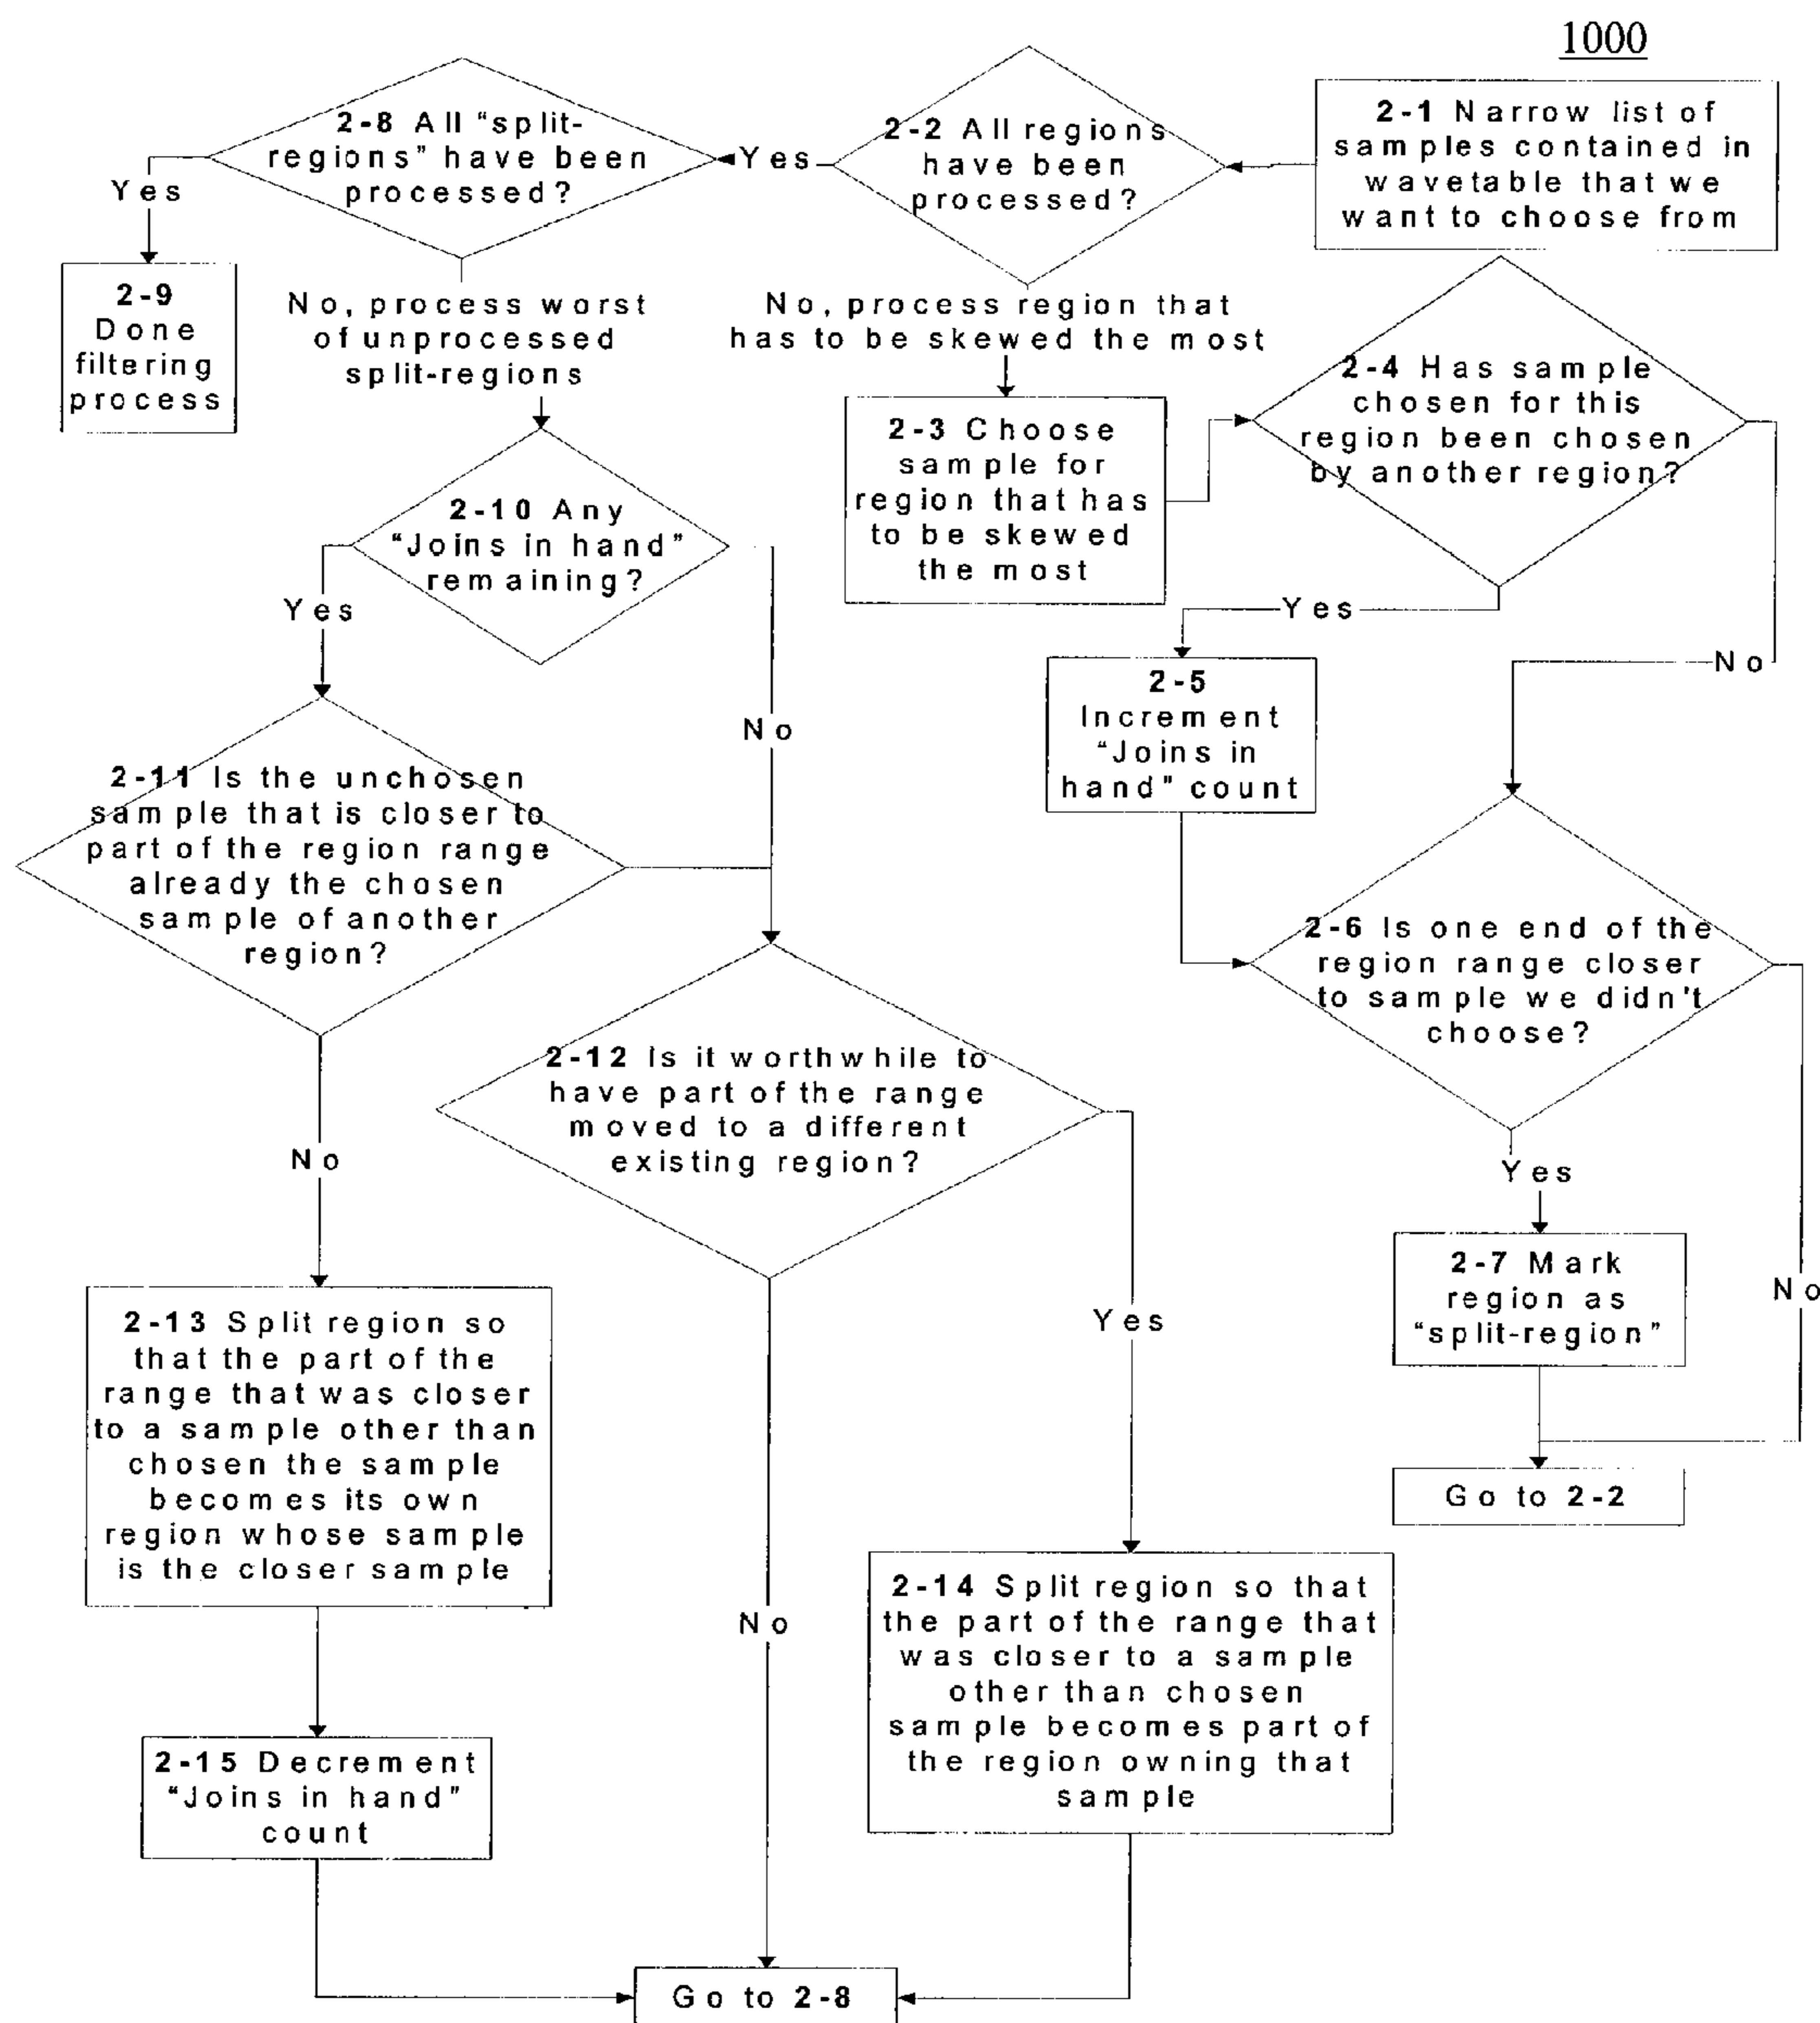 1000
2-1 Narrow list of
samples contained in
wavetable that we
want to choose from
2-2 All regions
have been
processed?
Yes
2-8 All “split-
regions” have been
processed?
Yes
2-9
Done
filtering
process
No, process worst
of unprocessed
split-regions
No, process region that
has to be skewed the most
2-3 Choose
sample for
region that has
to be skewed
the most
2-4 Has sample
chosen for this
region been chosen
by another region?
Yes
No
2-5
Increment
“Joins in
hand” count
2-10 Any
“Joins in hand”
remaining?
Yes
No
2-11 Is the unchosen
sample that is closer to
part of the region range
already the chosen
sample of another
region?
No
2-6 Is one end of the
region range closer
to sample we didn't
choose?
Yes
No
2-7 Mark
region as
“split-region”
Go to 2-2
2-12 Is it worthwhile to
have part of the range
moved to a different
existing region?
Yes
No
2-13 Split region so
that the part of the
range that was closer
to a sample other than
chosen the sample
becomes its own
region whose sample
is the closer sample
2-14 Split region so that
the part of the range that
was closer to a sample
other than chosen
sample becomes part of
the region owning that
sample
2-15 Decrement
“Joins in hand”
count
Go to 2-8